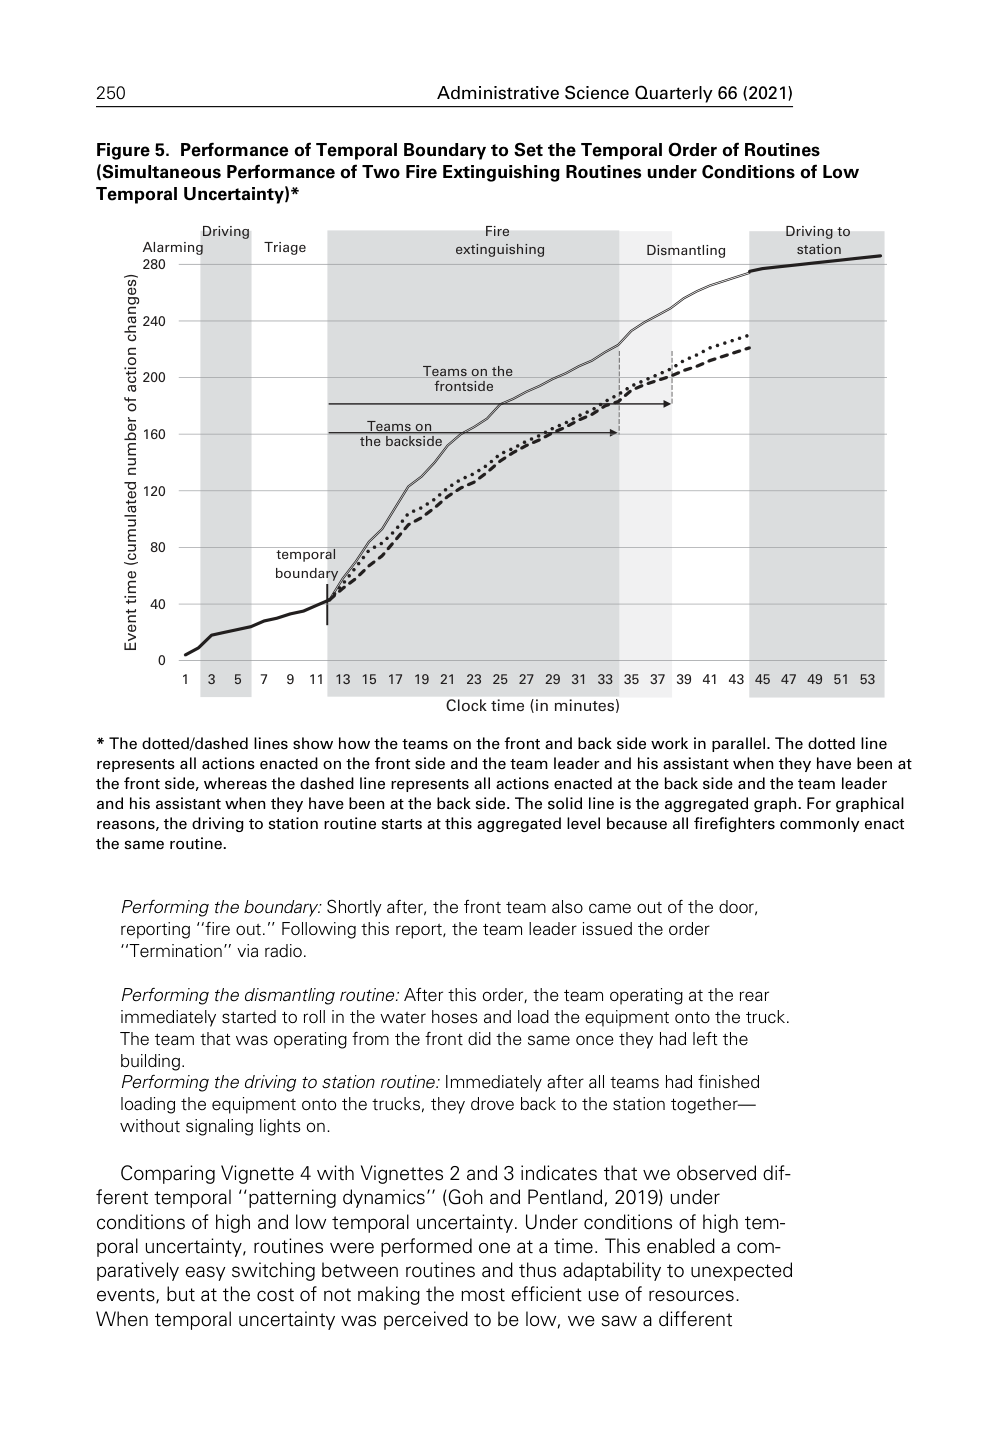 250
Administrative Science Quarterly 66 (2021)
Figure 5. Performance of Temporal Boundary to Set the Temporal Order of Routines
(Simultaneous Performance of Two Fire Extinguishing Routines under Conditions of Low
Temporal Uncertainty)*
Alarming
Driving
Triage
Fire
extinguishing
Dismantling
Driving to
station
Event time (cumulated number of action changes)
280
240
200
160
120
80
40
0
Teams on the
frontside
Teams on
the backside
temporal
boundary
1 3 5 7 9 11 13 15 17 19 21 23 25 27 29 31 33 35 37 39 41 43 45 47 49 51 53
Clock time (in minutes)
* The dotted/dashed lines show how the teams on the front and back side work in parallel. The dotted line
represents all actions enacted on the front side and the team leader and his assistant when they have been at
the front side, whereas the dashed line represents all actions enacted at the back side and the team leader
and his assistant when they have been at the back side. The solid line is the aggregated graph. For graphical
reasons, the driving to station routine starts at this aggregated level because all firefighters commonly enact
the same routine.
Performing the boundary: Shortly after, the front team also came out of the door,
reporting ‘‘fire out.’’ Following this report, the team leader issued the order
‘‘Termination’’ via radio.
Performing the dismantling routine: After this order, the team operating at the rear
immediately started to roll in the water hoses and load the equipment onto the truck.
The team that was operating from the front did the same once they had left the
building.
Performing the driving to station routine: Immediately after all teams had finished
loading the equipment onto the trucks, they drove back to the station together—
without signaling lights on.
Comparing Vignette 4 with Vignettes 2 and 3 indicates that we observed dif-
ferent temporal ‘‘patterning dynamics’’ (Goh and Pentland, 2019) under
conditions of high and low temporal uncertainty. Under conditions of high tem-
poral uncertainty, routines were performed one at a time. This enabled a com-
paratively easy switching between routines and thus adaptability to unexpected
events, but at the cost of not making the most efficient use of resources.
When temporal uncertainty was perceived to be low, we saw a different